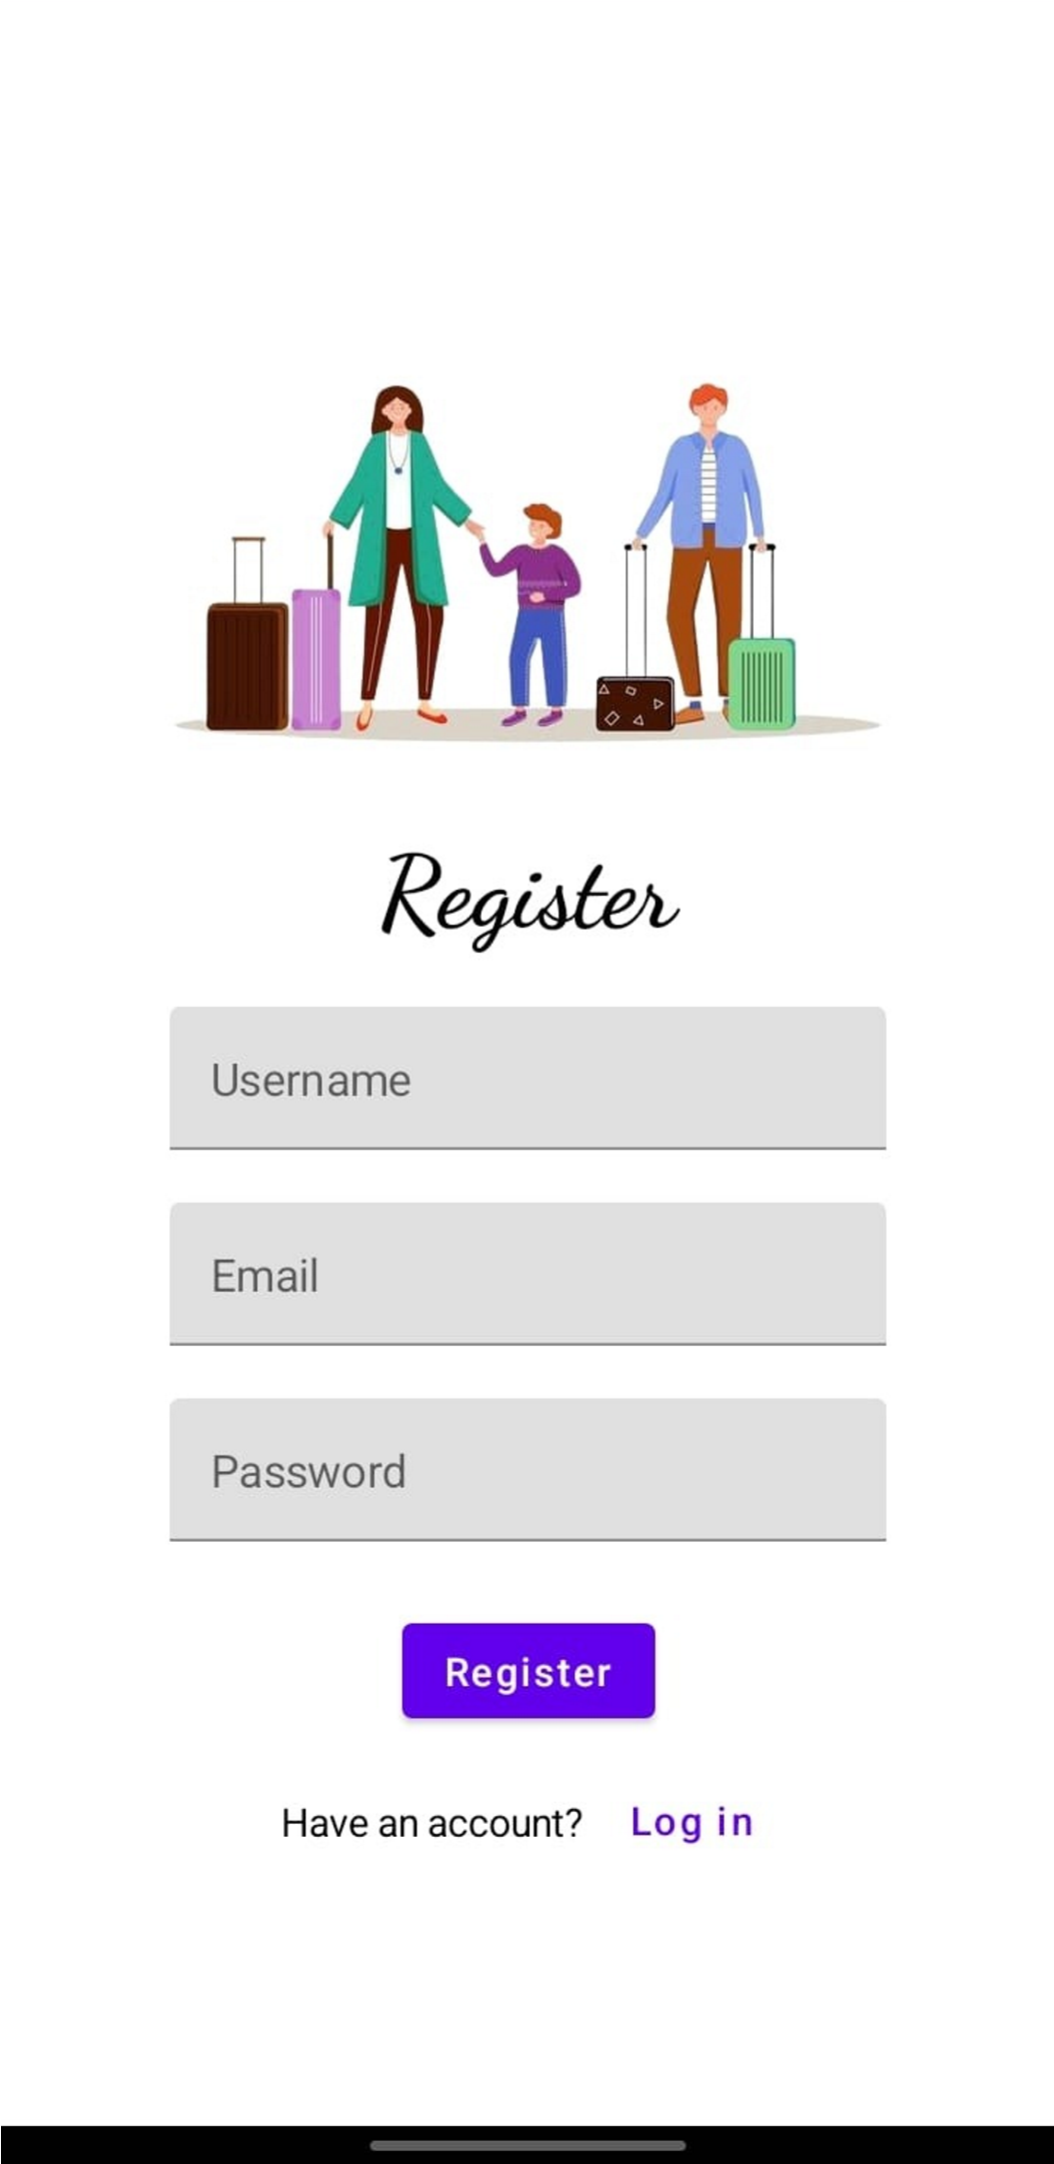 Register
Username
Email
Password
Register
Have an account? Log in